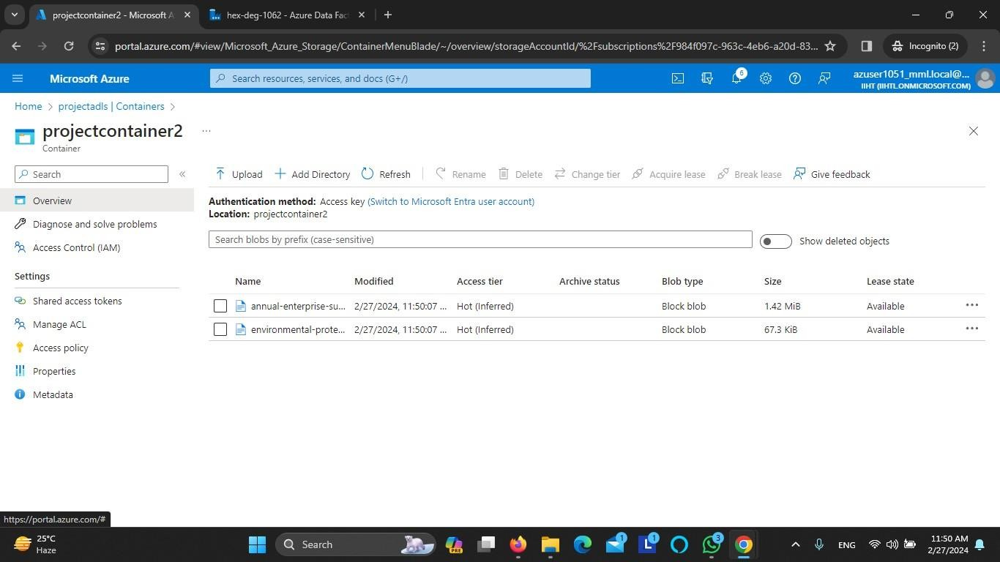 projectcontainer2 - Microsoft A
hex-deg-1062 - Azure Data Fac
portal.azure.com/#view/Microsoft_Azure_Storage/ContainerMenuBlade/~/overview/storageAccountId/%2Fsubscriptions%2F984f097c-963c-4eb6-a20d-83...
Incognito (2)
Microsoft Azure
Search resources, services, and docs (G+/)
6
azuser1051_mml.local@...
IIHT (IIHTL.ONMICROSOFT.COM)
Home > projectadls | Containers >
projectcontainer2 ...
Container
Search
«
Upload
Add Directory
Refresh
Rename
Delete
Change tier
Acquire lease
Break lease
Give feedback
Overview
Diagnose and solve problems
Access Control (IAM)
Settings
Shared access tokens
Manage ACL
Access policy
Properties
Metadata
Authentication method: Access key (Switch to Microsoft Entra user account)
Location: projectcontainer2
Search blobs by prefix (case-sensitive)
Show deleted objects
Name Modified Access tier Archive status Blob type Size Lease state
annual-enterprise-su... 2/27/2024, 11:50:07 ... Hot (Inferred) Block blob 1.42 MiB Available ...
environmental-prote... 2/27/2024, 11:50:07 ... Hot (Inferred) Block blob 67.3 KiB Available ...
https://portal.azure.com/#
25°C
Haze
Search
PRE
1
L
1
3
ENG
11:50 AM
2/27/2024